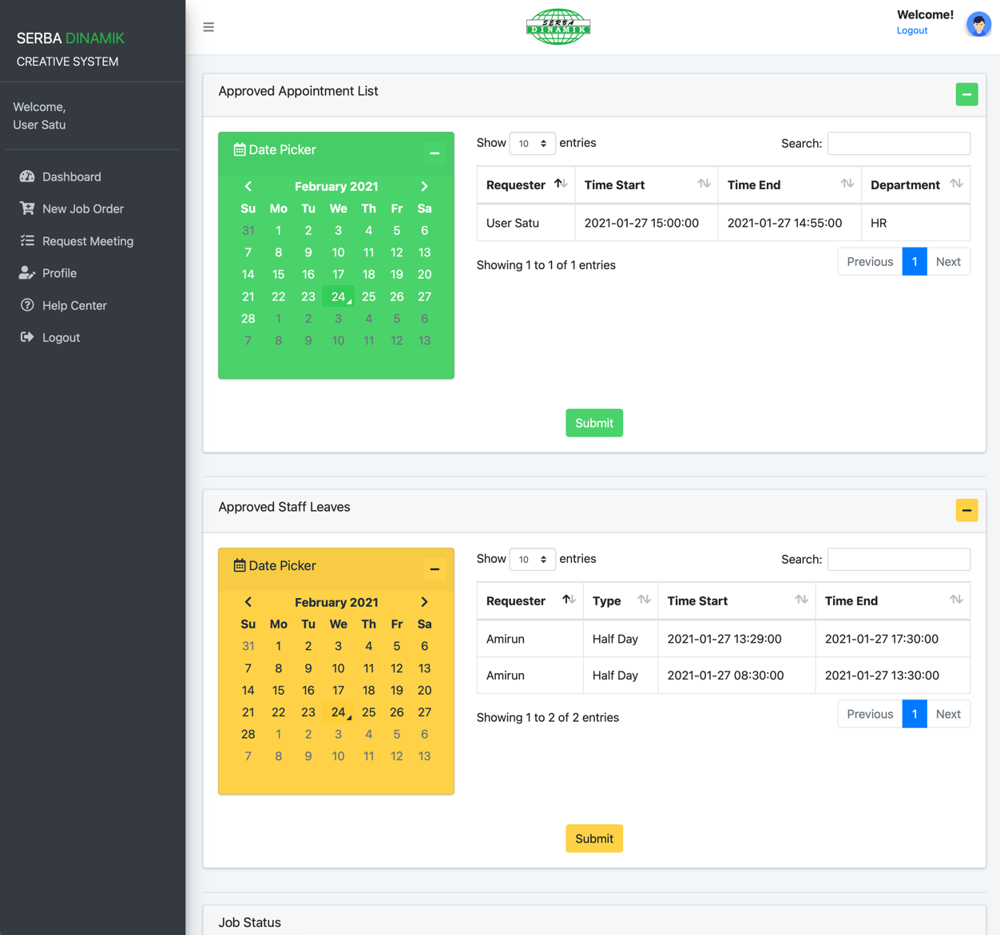 SERBA DINAMIK
CREATIVE SYSTEM
Welcome,
User Satu
Dashboard
New Job Order
Request Meeting
Profile
Help Center
Logout
SERBA
DINAMIK
Welcome!
Logout
Approved Appointment List
Date Picker
February 2021
Su Mo Tu We Th Fr Sa
31 1 2 3 4 5 6
7 8 9 10 11 12 13
14 15 16 17 18 19 20
21 22 23 24 25 26 27
28 1 2 3 4 5 6
7 8 9 10 11 12 13
Show 10 entries
Search:
Requester Time Start Time End Department
User Satu 2021-01-27 15:00:00 2021-01-27 14:55:00 HR
Showing 1 to 1 of 1 entries
Previous 1 Next
Submit
Approved Staff Leaves
Date Picker
February 2021
Su Mo Tu We Th Fr Sa
31 1 2 3 4 5 6
7 8 9 10 11 12 13
14 15 16 17 18 19 20
21 22 23 24 25 26 27
28 1 2 3 4 5 6
7 8 9 10 11 12 13
Show 10 entries
Search:
Requester Type Time Start Time End
Amirun Half Day 2021-01-27 13:29:00 2021-01-27 17:30:00
Amirun Half Day 2021-01-27 08:30:00 2021-01-27 13:30:00
Showing 1 to 2 of 2 entries
Previous 1 Next
Submit
Job Status